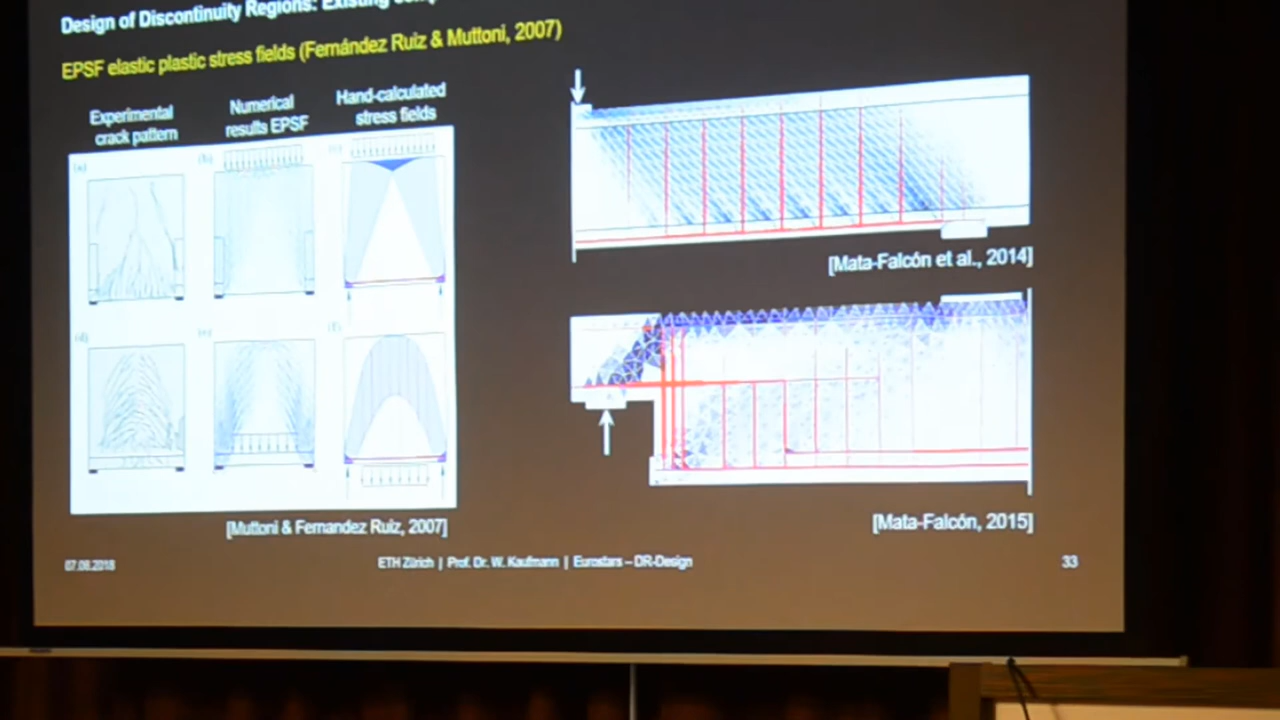 Design of Discontinuity Regions: Existing
EPSF elastic plastic stress fields (Fernández Ruiz & Muttoni, 2007)
Experimental
crack pattern
Numerical
results EPSF
Hand-calculated
stress fields
(a)
(b)
(c)
(d)
(e)
(f)
[Muttoni & Fernandez Ruiz, 2007]
[Mata-Falcón et al., 2014]
[Mata-Falcón, 2015]
07.08.2018
ETH Zürich | Prof. Dr. W. Kaufmann | Eurostars – DR-Design
33